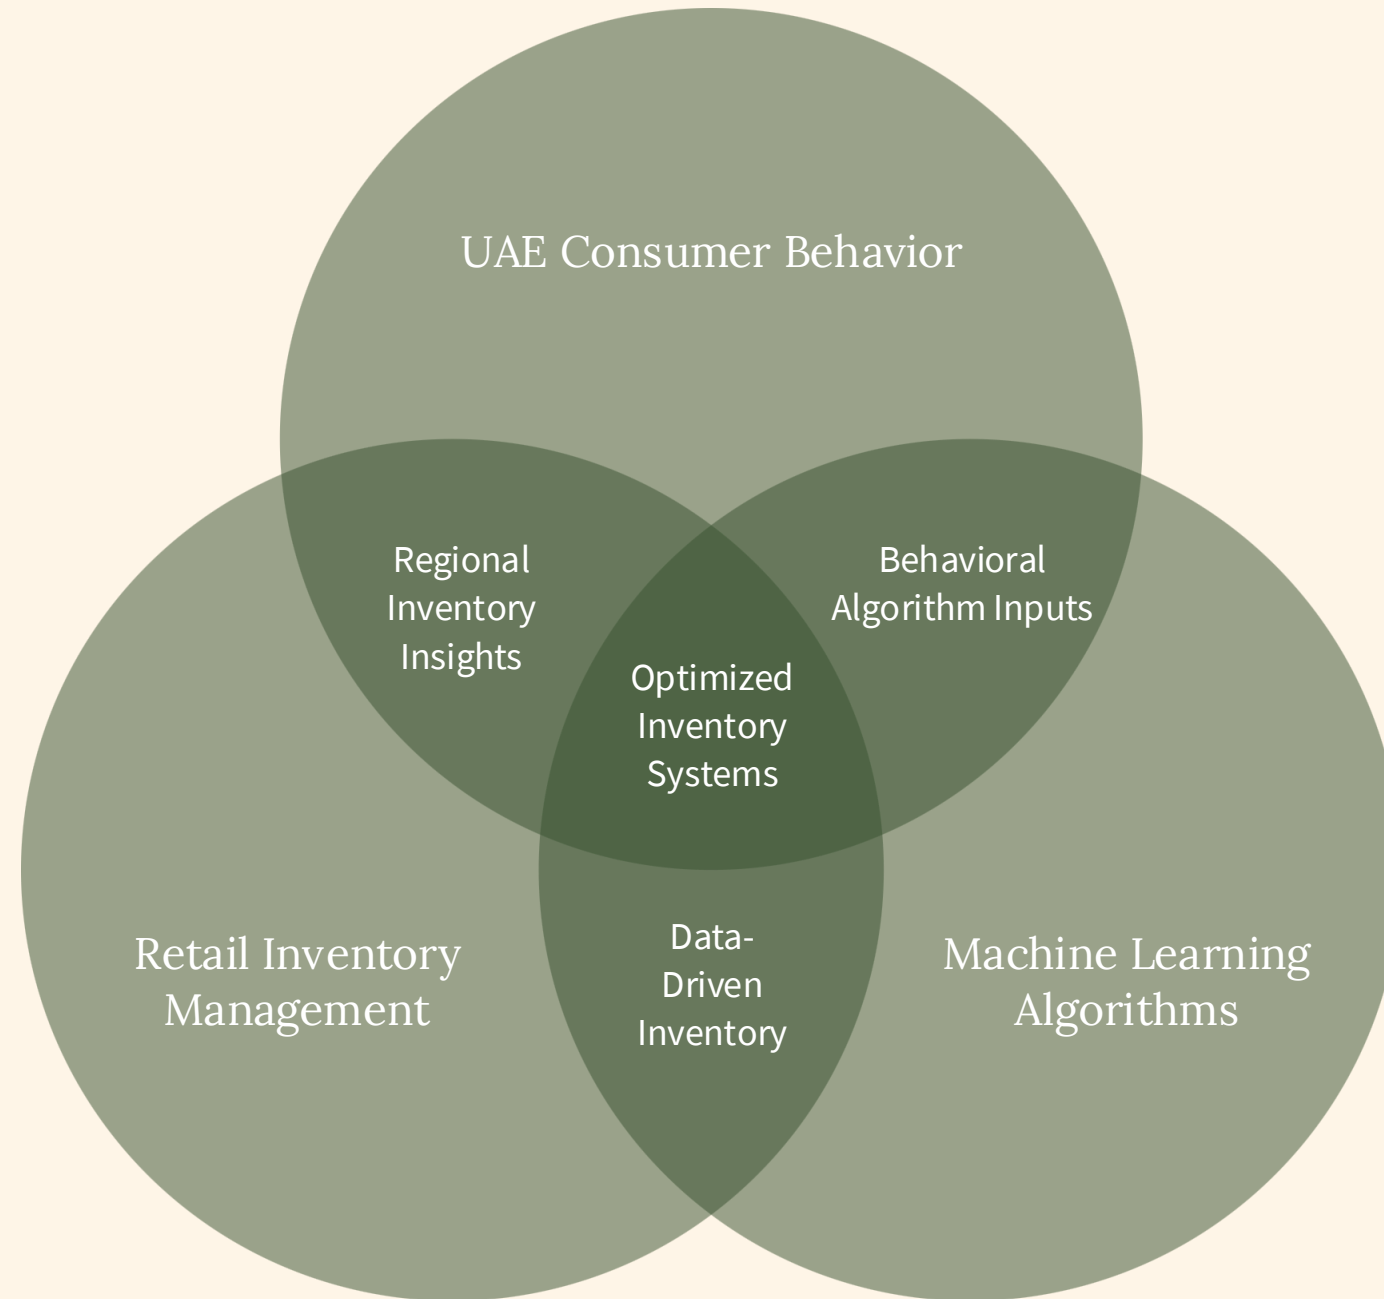 UAE Consumer Behavior
Regional
Inventory
Insights
Behavioral
Algorithm Inputs
Optimized
Inventory
Systems
Retail Inventory
Management
Data-
Driven
Inventory
Machine Learning
Algorithms